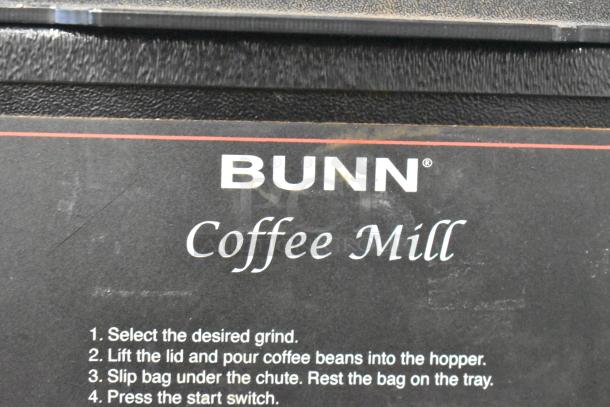 BUNN®
Coffee Mill
1. Select the desired grind.
2. Lift the lid and pour coffee beans into the hopper.
3. Slip bag under the chute. Rest the bag on the tray.
4. Press the start switch.